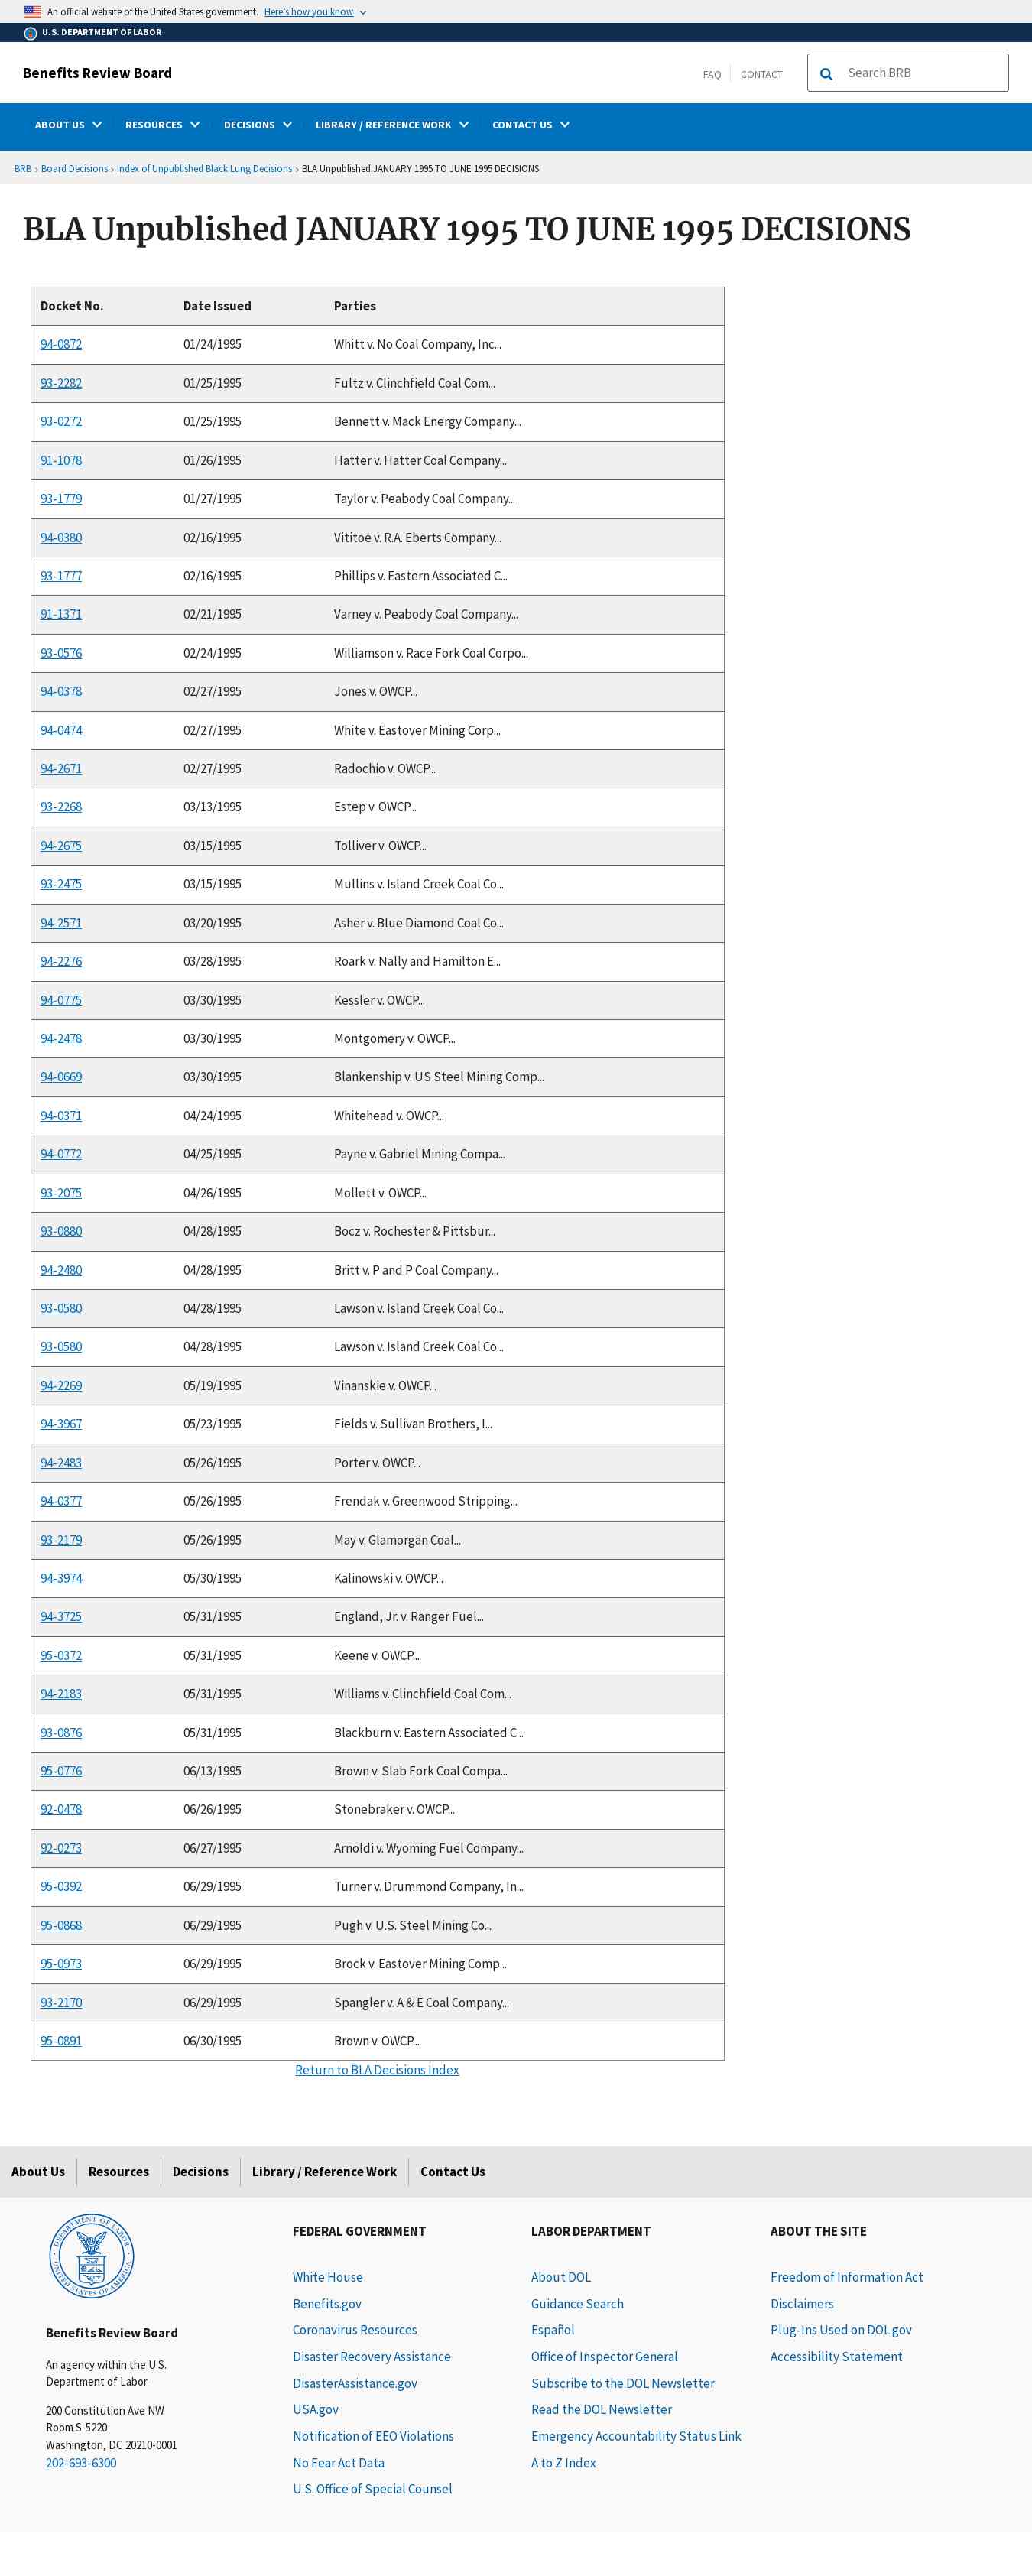 An official website of the United States government. Here's how you know
U.S. DEPARTMENT OF LABOR
Benefits Review Board
FAQ CONTACT Search BRB
ABOUT US RESOURCES DECISIONS LIBRARY / REFERENCE WORK CONTACT US
BRB › Board Decisions › Index of Unpublished Black Lung Decisions › BLA Unpublished JANUARY 1995 TO JUNE 1995 DECISIONS
BLA Unpublished JANUARY 1995 TO JUNE 1995 DECISIONS
Docket No. Date Issued Parties
94-0872 01/24/1995 Whitt v. No Coal Company, Inc...
93-2282 01/25/1995 Fultz v. Clinchfield Coal Com...
93-0272 01/25/1995 Bennett v. Mack Energy Company...
91-1078 01/26/1995 Hatter v. Hatter Coal Company...
93-1779 01/27/1995 Taylor v. Peabody Coal Company...
94-0380 02/16/1995 Vititoe v. R.A. Eberts Company...
93-1777 02/16/1995 Phillips v. Eastern Associated C...
91-1371 02/21/1995 Varney v. Peabody Coal Company...
93-0576 02/24/1995 Williamson v. Race Fork Coal Corpo...
94-0378 02/27/1995 Jones v. OWCP...
94-0474 02/27/1995 White v. Eastover Mining Corp...
94-2671 02/27/1995 Radochio v. OWCP...
93-2268 03/13/1995 Estep v. OWCP...
94-2675 03/15/1995 Tolliver v. OWCP...
93-2475 03/15/1995 Mullins v. Island Creek Coal Co...
94-2571 03/20/1995 Asher v. Blue Diamond Coal Co...
94-2276 03/28/1995 Roark v. Nally and Hamilton E...
94-0775 03/30/1995 Kessler v. OWCP...
94-2478 03/30/1995 Montgomery v. OWCP...
94-0669 03/30/1995 Blankenship v. US Steel Mining Comp...
94-0371 04/24/1995 Whitehead v. OWCP...
94-0772 04/25/1995 Payne v. Gabriel Mining Compa...
93-2075 04/26/1995 Mollett v. OWCP...
93-0880 04/28/1995 Bocz v. Rochester & Pittsbur...
94-2480 04/28/1995 Britt v. P and P Coal Company...
93-0580 04/28/1995 Lawson v. Island Creek Coal Co...
93-0580 04/28/1995 Lawson v. Island Creek Coal Co...
94-2269 05/19/1995 Vinanskie v. OWCP...
94-3967 05/23/1995 Fields v. Sullivan Brothers, I...
94-2483 05/26/1995 Porter v. OWCP...
94-0377 05/26/1995 Frendak v. Greenwood Stripping...
93-2179 05/26/1995 May v. Glamorgan Coal...
94-3974 05/30/1995 Kalinowski v. OWCP...
94-3725 05/31/1995 England, Jr. v. Ranger Fuel...
95-0372 05/31/1995 Keene v. OWCP...
94-2183 05/31/1995 Williams v. Clinchfield Coal Com...
93-0876 05/31/1995 Blackburn v. Eastern Associated C...
95-0776 06/13/1995 Brown v. Slab Fork Coal Compa...
92-0478 06/26/1995 Stonebraker v. OWCP...
92-0273 06/27/1995 Arnoldi v. Wyoming Fuel Company...
95-0392 06/29/1995 Turner v. Drummond Company, In...
95-0868 06/29/1995 Pugh v. U.S. Steel Mining Co...
95-0973 06/29/1995 Brock v. Eastover Mining Comp...
93-2170 06/29/1995 Spangler v. A & E Coal Company...
95-0891 06/30/1995 Brown v. OWCP...
Return to BLA Decisions Index
About Us Resources Decisions Library / Reference Work Contact Us
DEPARTMENT OF LABOR
UNITED STATES OF AMERICA
Benefits Review Board
An agency within the U.S.
Department of Labor
200 Constitution Ave NW
Room S-5220
Washington, DC 20210-0001
202-693-6300
FEDERAL GOVERNMENT
White House
Benefits.gov
Coronavirus Resources
Disaster Recovery Assistance
DisasterAssistance.gov
USA.gov
Notification of EEO Violations
No Fear Act Data
U.S. Office of Special Counsel
LABOR DEPARTMENT
About DOL
Guidance Search
Español
Office of Inspector General
Subscribe to the DOL Newsletter
Read the DOL Newsletter
Emergency Accountability Status Link
A to Z Index
ABOUT THE SITE
Freedom of Information Act
Disclaimers
Plug-Ins Used on DOL.gov
Accessibility Statement